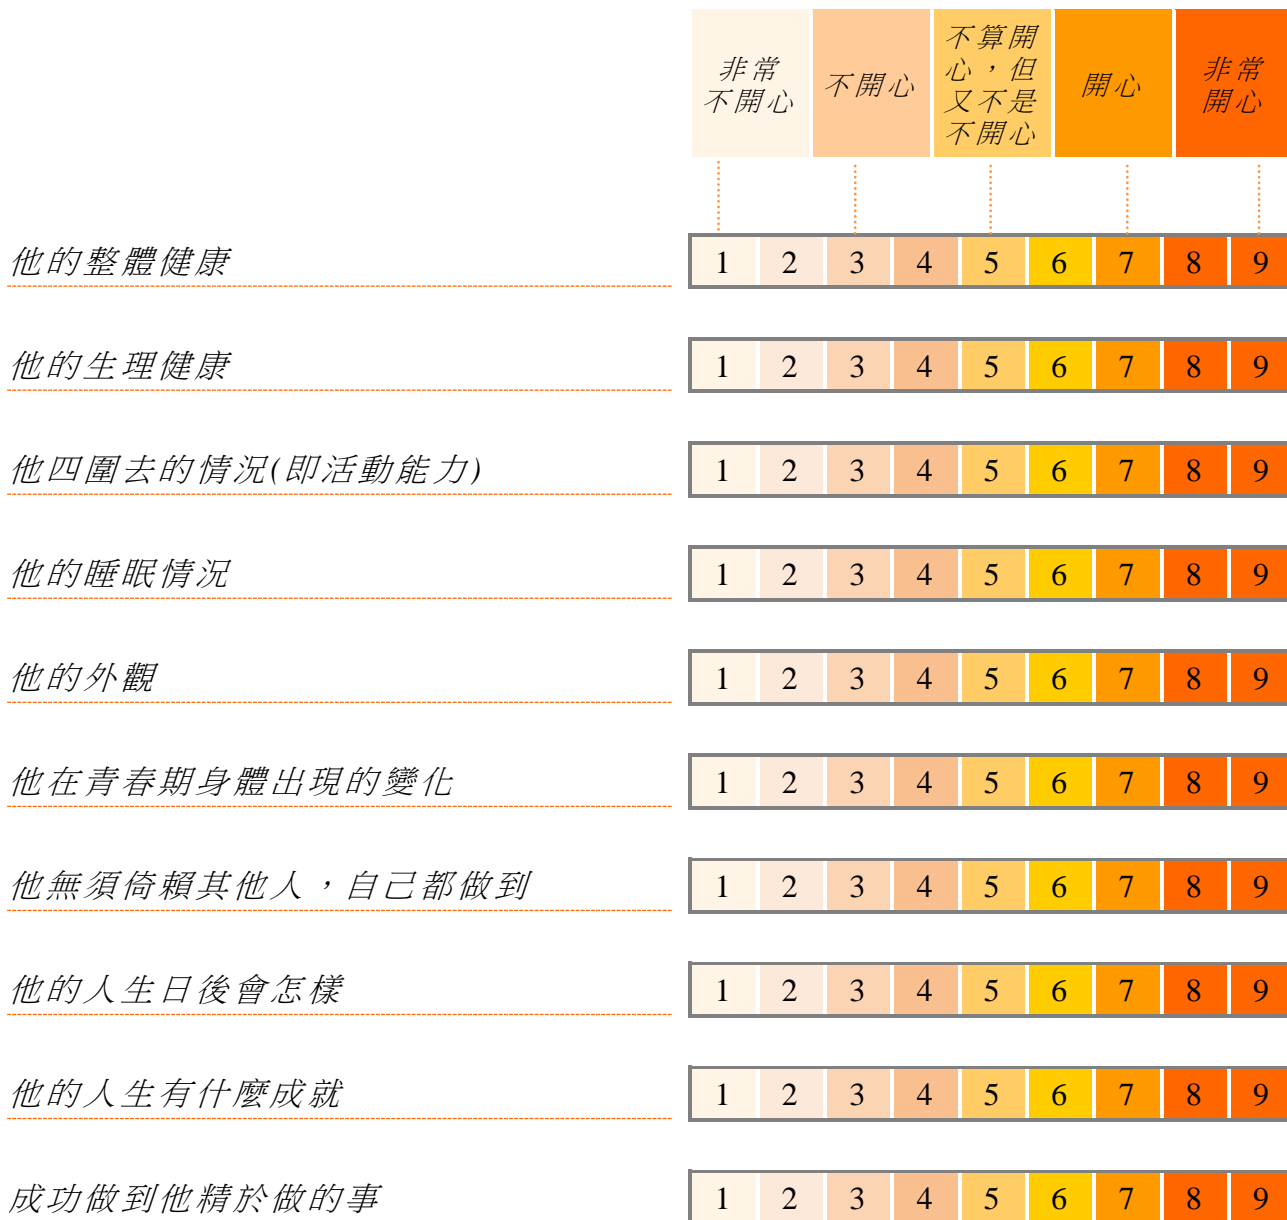 非常
不開心
不開心
不算開
心，但
又不是
不開心
開心
非常
開心
他的整體健康 1 2 3 4 5 6 7 8 9
他的生理健康 1 2 3 4 5 6 7 8 9
他四圍去的情況(即活動能力) 1 2 3 4 5 6 7 8 9
他的睡眠情況 1 2 3 4 5 6 7 8 9
他的外觀 1 2 3 4 5 6 7 8 9
他在青春期身體出現的變化 1 2 3 4 5 6 7 8 9
他無須倚賴其他人，自己都做到 1 2 3 4 5 6 7 8 9
他的人生日後會怎樣 1 2 3 4 5 6 7 8 9
他的人生有什麼成就 1 2 3 4 5 6 7 8 9
成功做到他精於做的事 1 2 3 4 5 6 7 8 9